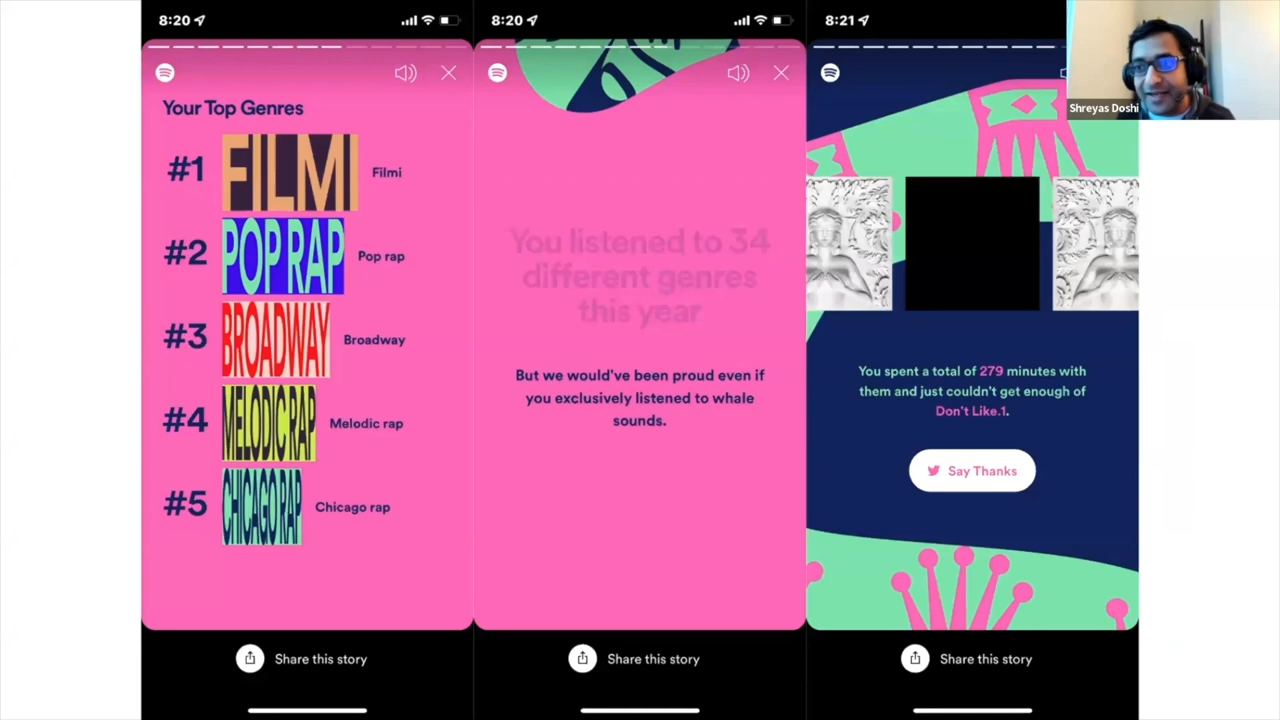 8:20
Your Top Genres
#1 FILMI Filmi
#2 POP RAP Pop rap
#3 BROADWAY Broadway
#4 MELODIC RAP Melodic rap
#5 CHICAGO RAP Chicago rap
Share this story
8:20
You listened to 34
different genres
this year
But we would've been proud even if
you exclusively listened to whale
sounds.
Share this story
8:21
You spent a total of 279 minutes with
them and just couldn't get enough of
Don't Like.1.
Say Thanks
Share this story
Shreyas Doshi